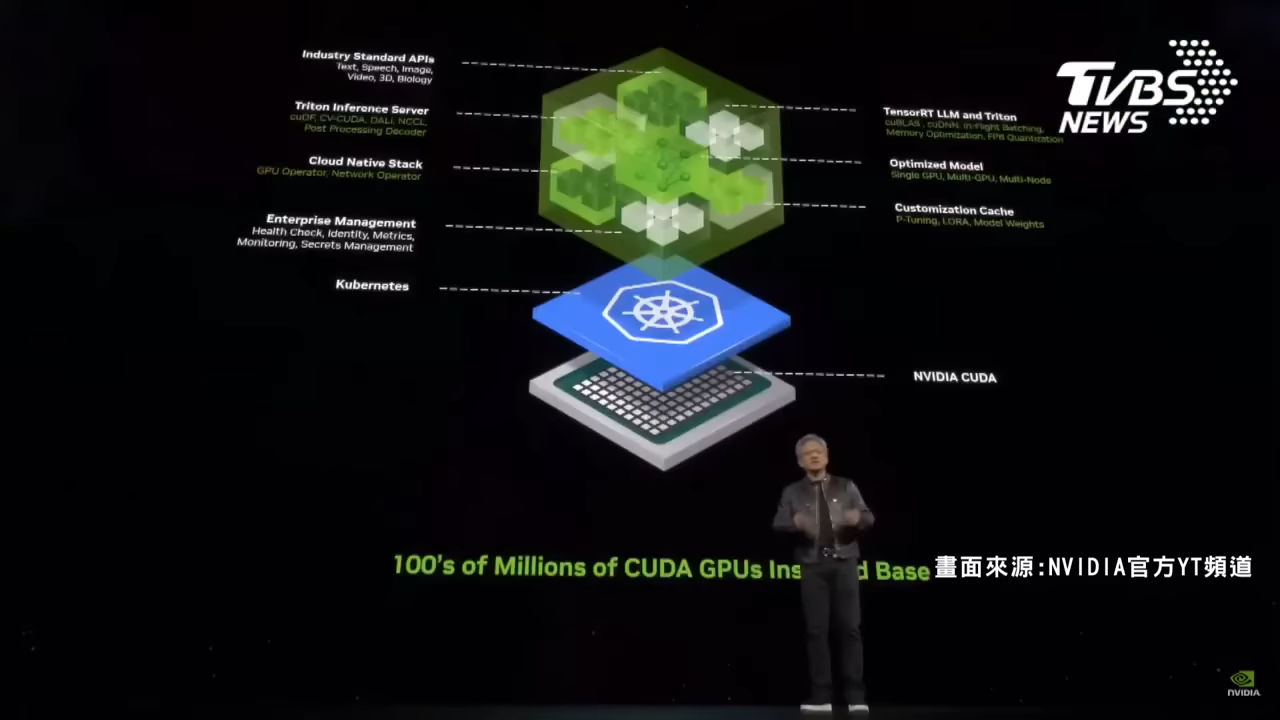 Industry Standard APIs
Text, Speech, Image,
Video, 3D, Biology
Triton Inference Server
cuDF, CV-CUDA, DALI, NCCL,
Post Processing Decoder
Cloud Native Stack
GPU Operator, Network Operator
Enterprise Management
Health Check, Identity, Metrics,
Monitoring, Secrets Management
Kubernetes
TensorRT LLM and Triton
cuBLAS, cuDNN, In-Flight Batching,
Memory Optimization, FP8 Quantization
Optimized Model
Single GPU, Multi-GPU, Multi-Node
Customization Cache
P-Tuning, LORA, Model Weights
NVIDIA CUDA
100's of Millions of CUDA GPUs Ins d Base
畫面來源:NVIDIA官方YT頻道
TVBS
NEWS
NVIDIA